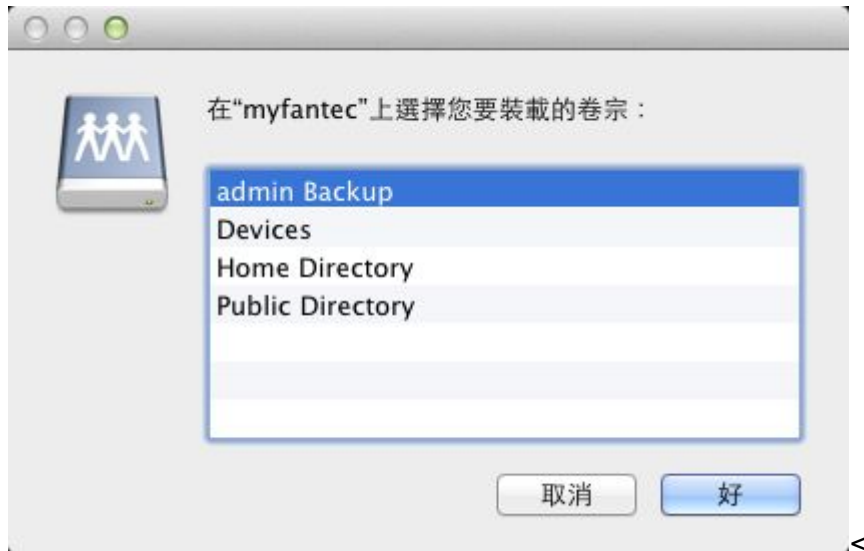 在“myfantec”上選擇您要裝載的卷宗：
admin Backup
Devices
Home Directory
Public Directory
取消
好
<